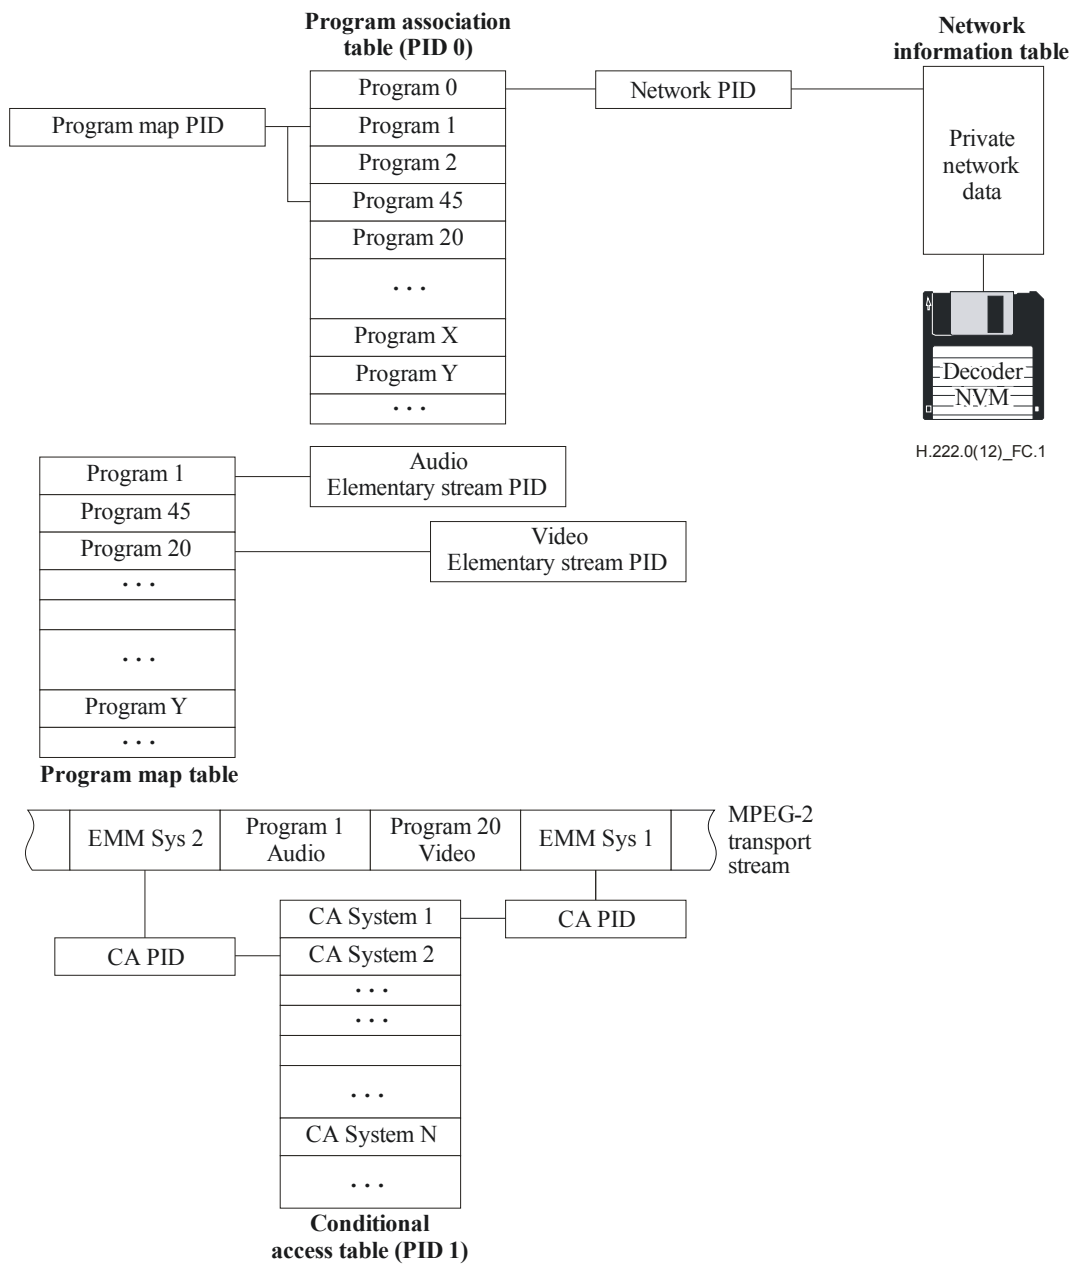 Program association
table (PID 0)
Network
information table
Program 0
Network PID
Program map PID
Program 1
Program 2
Program 45
Program 20
. . .
Program X
Program Y
. . .
Private
network
data
Decoder
NVM
H.222.0(12)_FC.1
Program 1
Audio
Elementary stream PID
Program 45
Program 20
Video
Elementary stream PID
. . .
. . .
Program Y
. . .
Program map table
EMM Sys 2
Program 1
Audio
Program 20
Video
EMM Sys 1
MPEG-2
transport
stream
CA System 1
CA PID
CA PID
CA System 2
. . .
. . .
. . .
CA System N
. . .
Conditional
access table (PID 1)